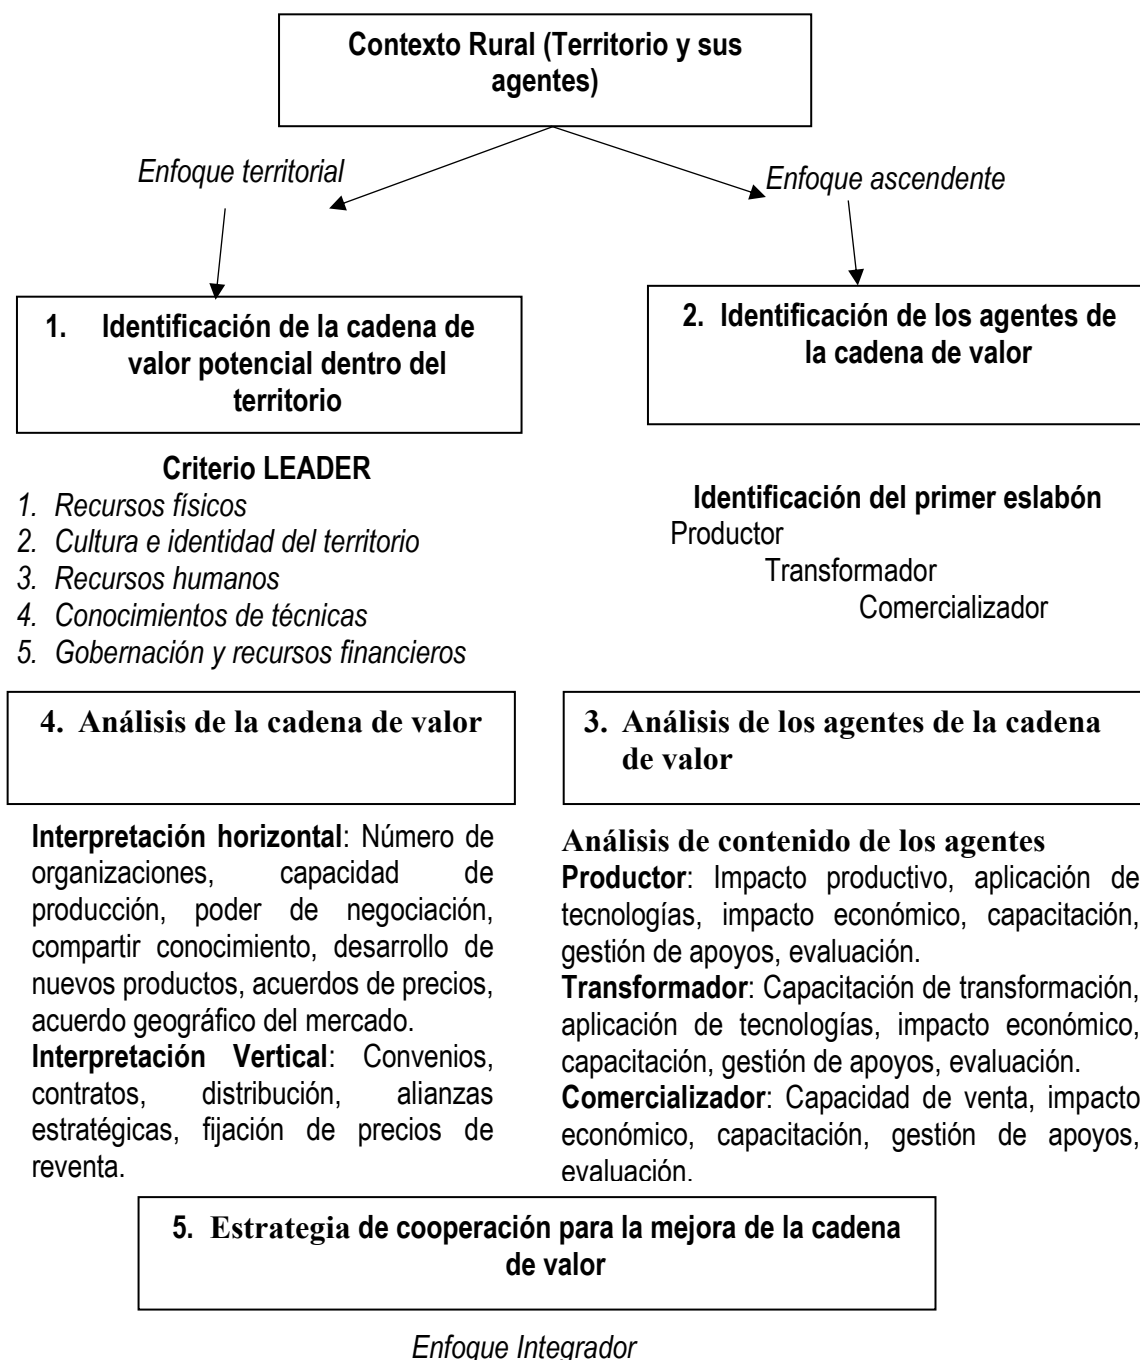 Contexto Rural (Territorio y sus
agentes)
Enfoque territorial
Enfoque ascendente
1. Identificación de la cadena de
valor potencial dentro del
territorio
2. Identificación de los agentes de
la cadena de valor
Criterio LEADER
1. Recursos físicos
2. Cultura e identidad del territorio
3. Recursos humanos
4. Conocimientos de técnicas
5. Gobernación y recursos financieros
Identificación del primer eslabón
Productor
Transformador
Comercializador
4. Análisis de la cadena de valor
3. Análisis de los agentes de la cadena
de valor
Interpretación horizontal: Número de
organizaciones, capacidad de
producción, poder de negociación,
compartir conocimiento, desarrollo de
nuevos productos, acuerdos de precios,
acuerdo geográfico del mercado.
Interpretación Vertical: Convenios,
contratos, distribución, alianzas
estratégicas, fijación de precios de
reventa.
Análisis de contenido de los agentes
Productor: Impacto productivo, aplicación de
tecnologías, impacto económico, capacitación,
gestión de apoyos, evaluación.
Transformador: Capacitación de transformación,
aplicación de tecnologías, impacto económico,
capacitación, gestión de apoyos, evaluación.
Comercializador: Capacidad de venta, impacto
económico, capacitación, gestión de apoyos,
evaluación.
5. Estrategia de cooperación para la mejora de la cadena
de valor
Enfoque Integrador